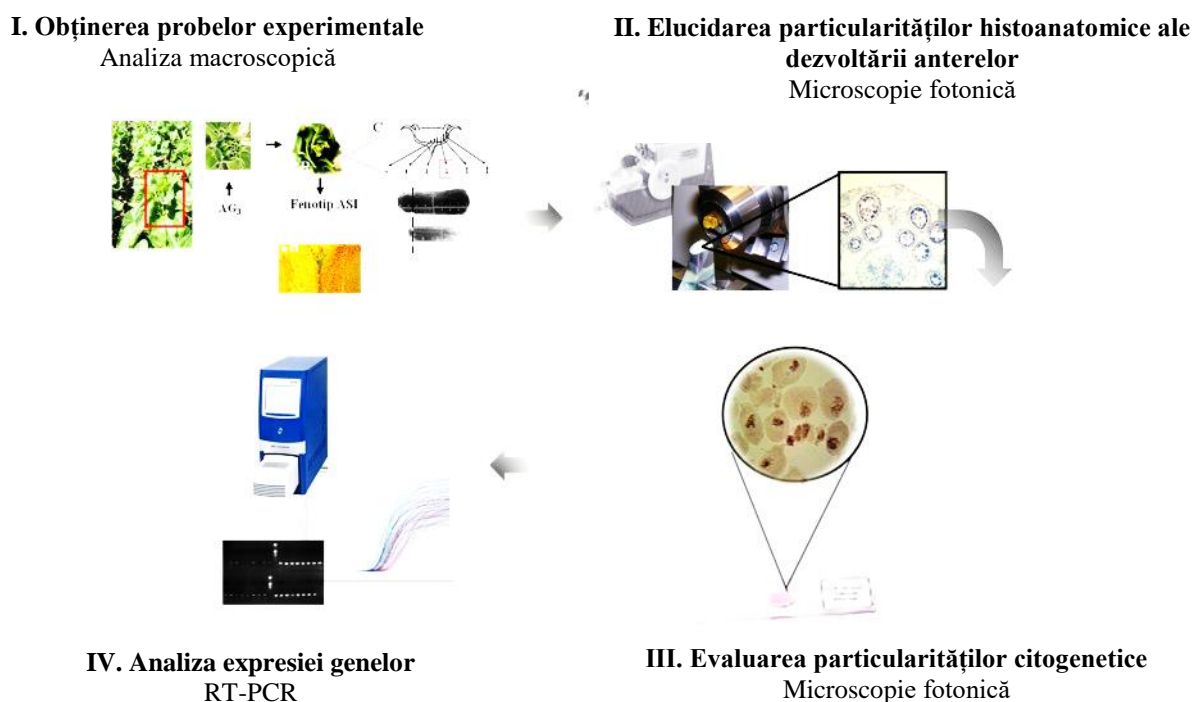 I. Obținerea probelor experimentale
Analiza macroscopică
II. Elucidarea particularităților histoanatomice ale
dezvoltării anterelor
Microscopie fotonică
C
AG₃
Fenotip ASI
IV. Analiza expresiei genelor
RT-PCR
III. Evaluarea particularităților citogenetice
Microscopie fotonică